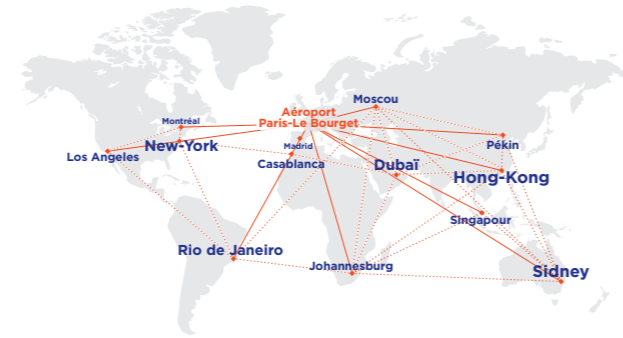 Moscou
Aéroport
Paris-Le Bourget
Montréal
New-York
Madrid
Pékin
Los Angeles
Casablanca
Dubaï
Hong-Kong
Singapour
Rio de Janeiro
Johannesburg
Sidney